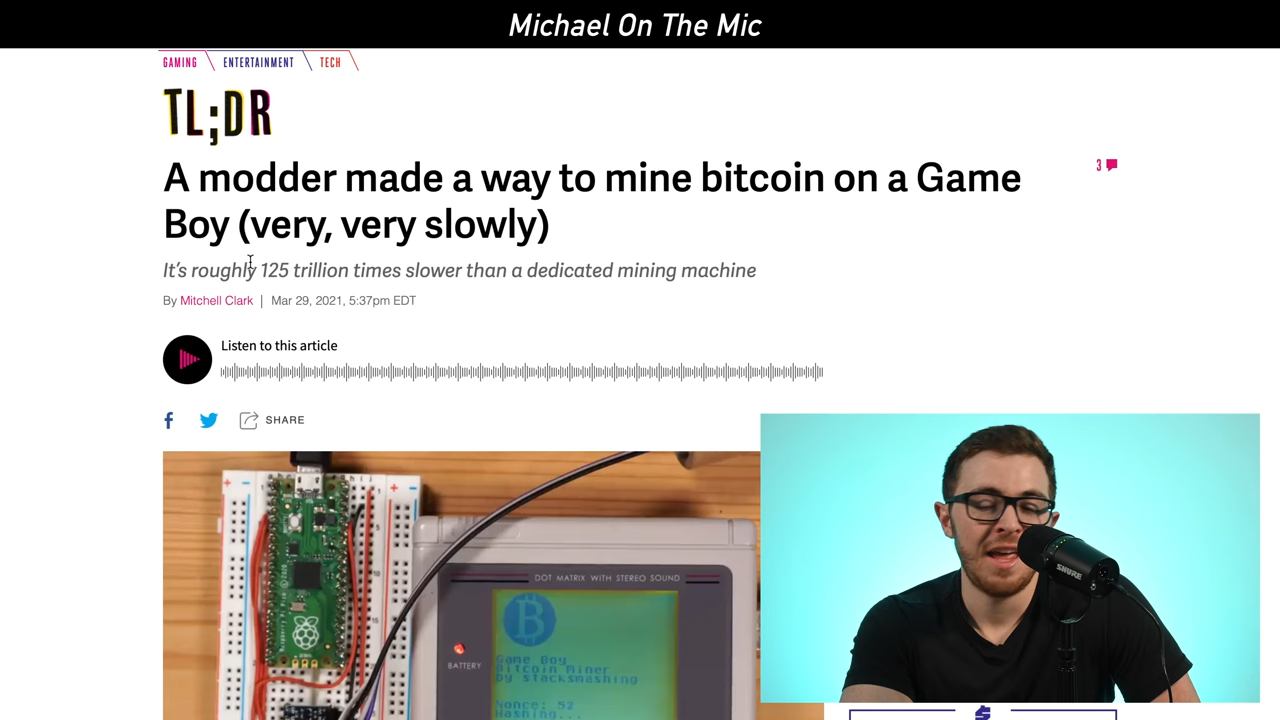 Michael On The Mic
GAMING ENTERTAINMENT TECH
TL;DR
A modder made a way to mine bitcoin on a Game
Boy (very, very slowly)
3
It's roughly 125 trillion times slower than a dedicated mining machine
By Mitchell Clark | Mar 29, 2021, 5:37pm EDT
Listen to this article
SHARE
DOT MATRIX WITH STEREO SOUND
BATTERY
Game Boy
Bitcoin Miner
by stacksmashing
Nonce: 52
Hashing...
SHURE